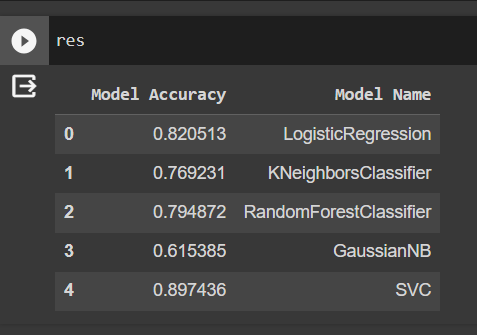 res
Model Accuracy Model Name
0 0.820513 LogisticRegression
1 0.769231 KNeighborsClassifier
2 0.794872 RandomForestClassifier
3 0.615385 GaussianNB
4 0.897436 SVC